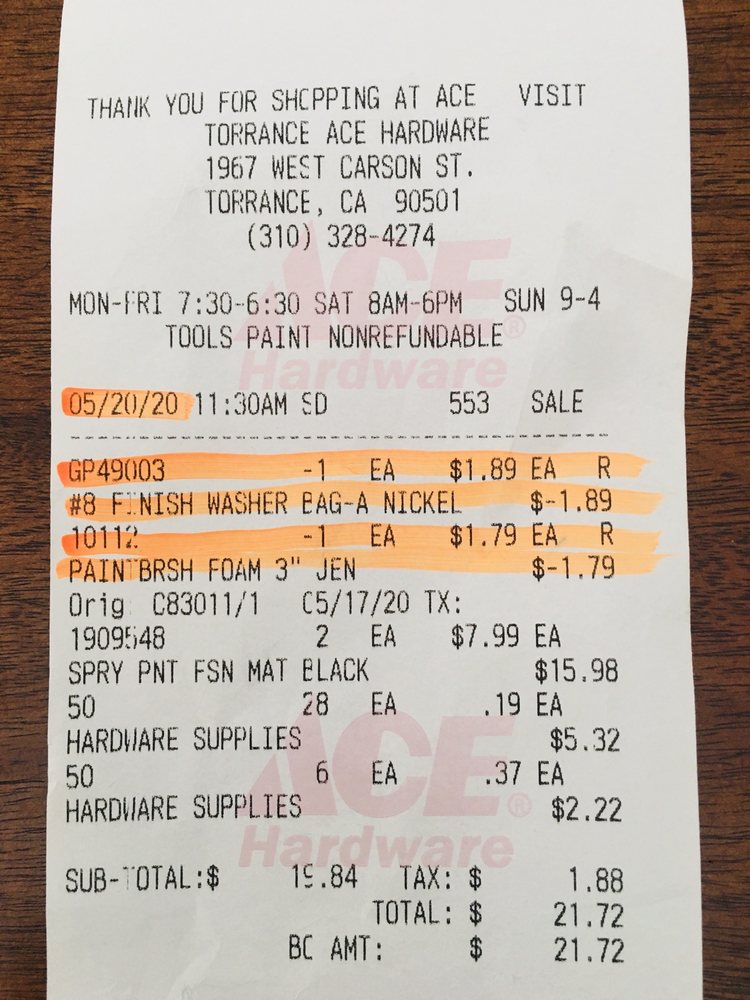 THANK YOU FOR SHOPPING AT ACE VISIT
TORRANCE ACE HARDWARE
1967 WEST CARSON ST.
TORRANCE, CA 90501
(310) 328-4274
MON-FRI 7:30-6:30 SAT 8AM-6PM SUN 9-4
TOOLS PAINT NONREFUNDABLE
ACE ®
Hardware
05/20/20 11:30AM SD 553 SALE
GP49003 -1 EA $1.89 EA R
#8 FINISH WASHER BAG-A NICKEL $-1.89
10112 -1 EA $1.79 EA R
PAINTBRSH FOAM 3" JEN $-1.79
Orig C83011/1 05/17/20 TX:
1909548 2 EA $7.99 EA
SPRY PNT FSN MAT BLACK $15.98
50 28 EA .19 EA
HARDWARE SUPPLIES $5.32
50 6 EA .37 EA
HARDWARE SUPPLIES $2.22
ACE ®
Hardware
SUB-TOTAL:$ 19.84 TAX: $ 1.88
TOTAL: $ 21.72
BC AMT: $ 21.72